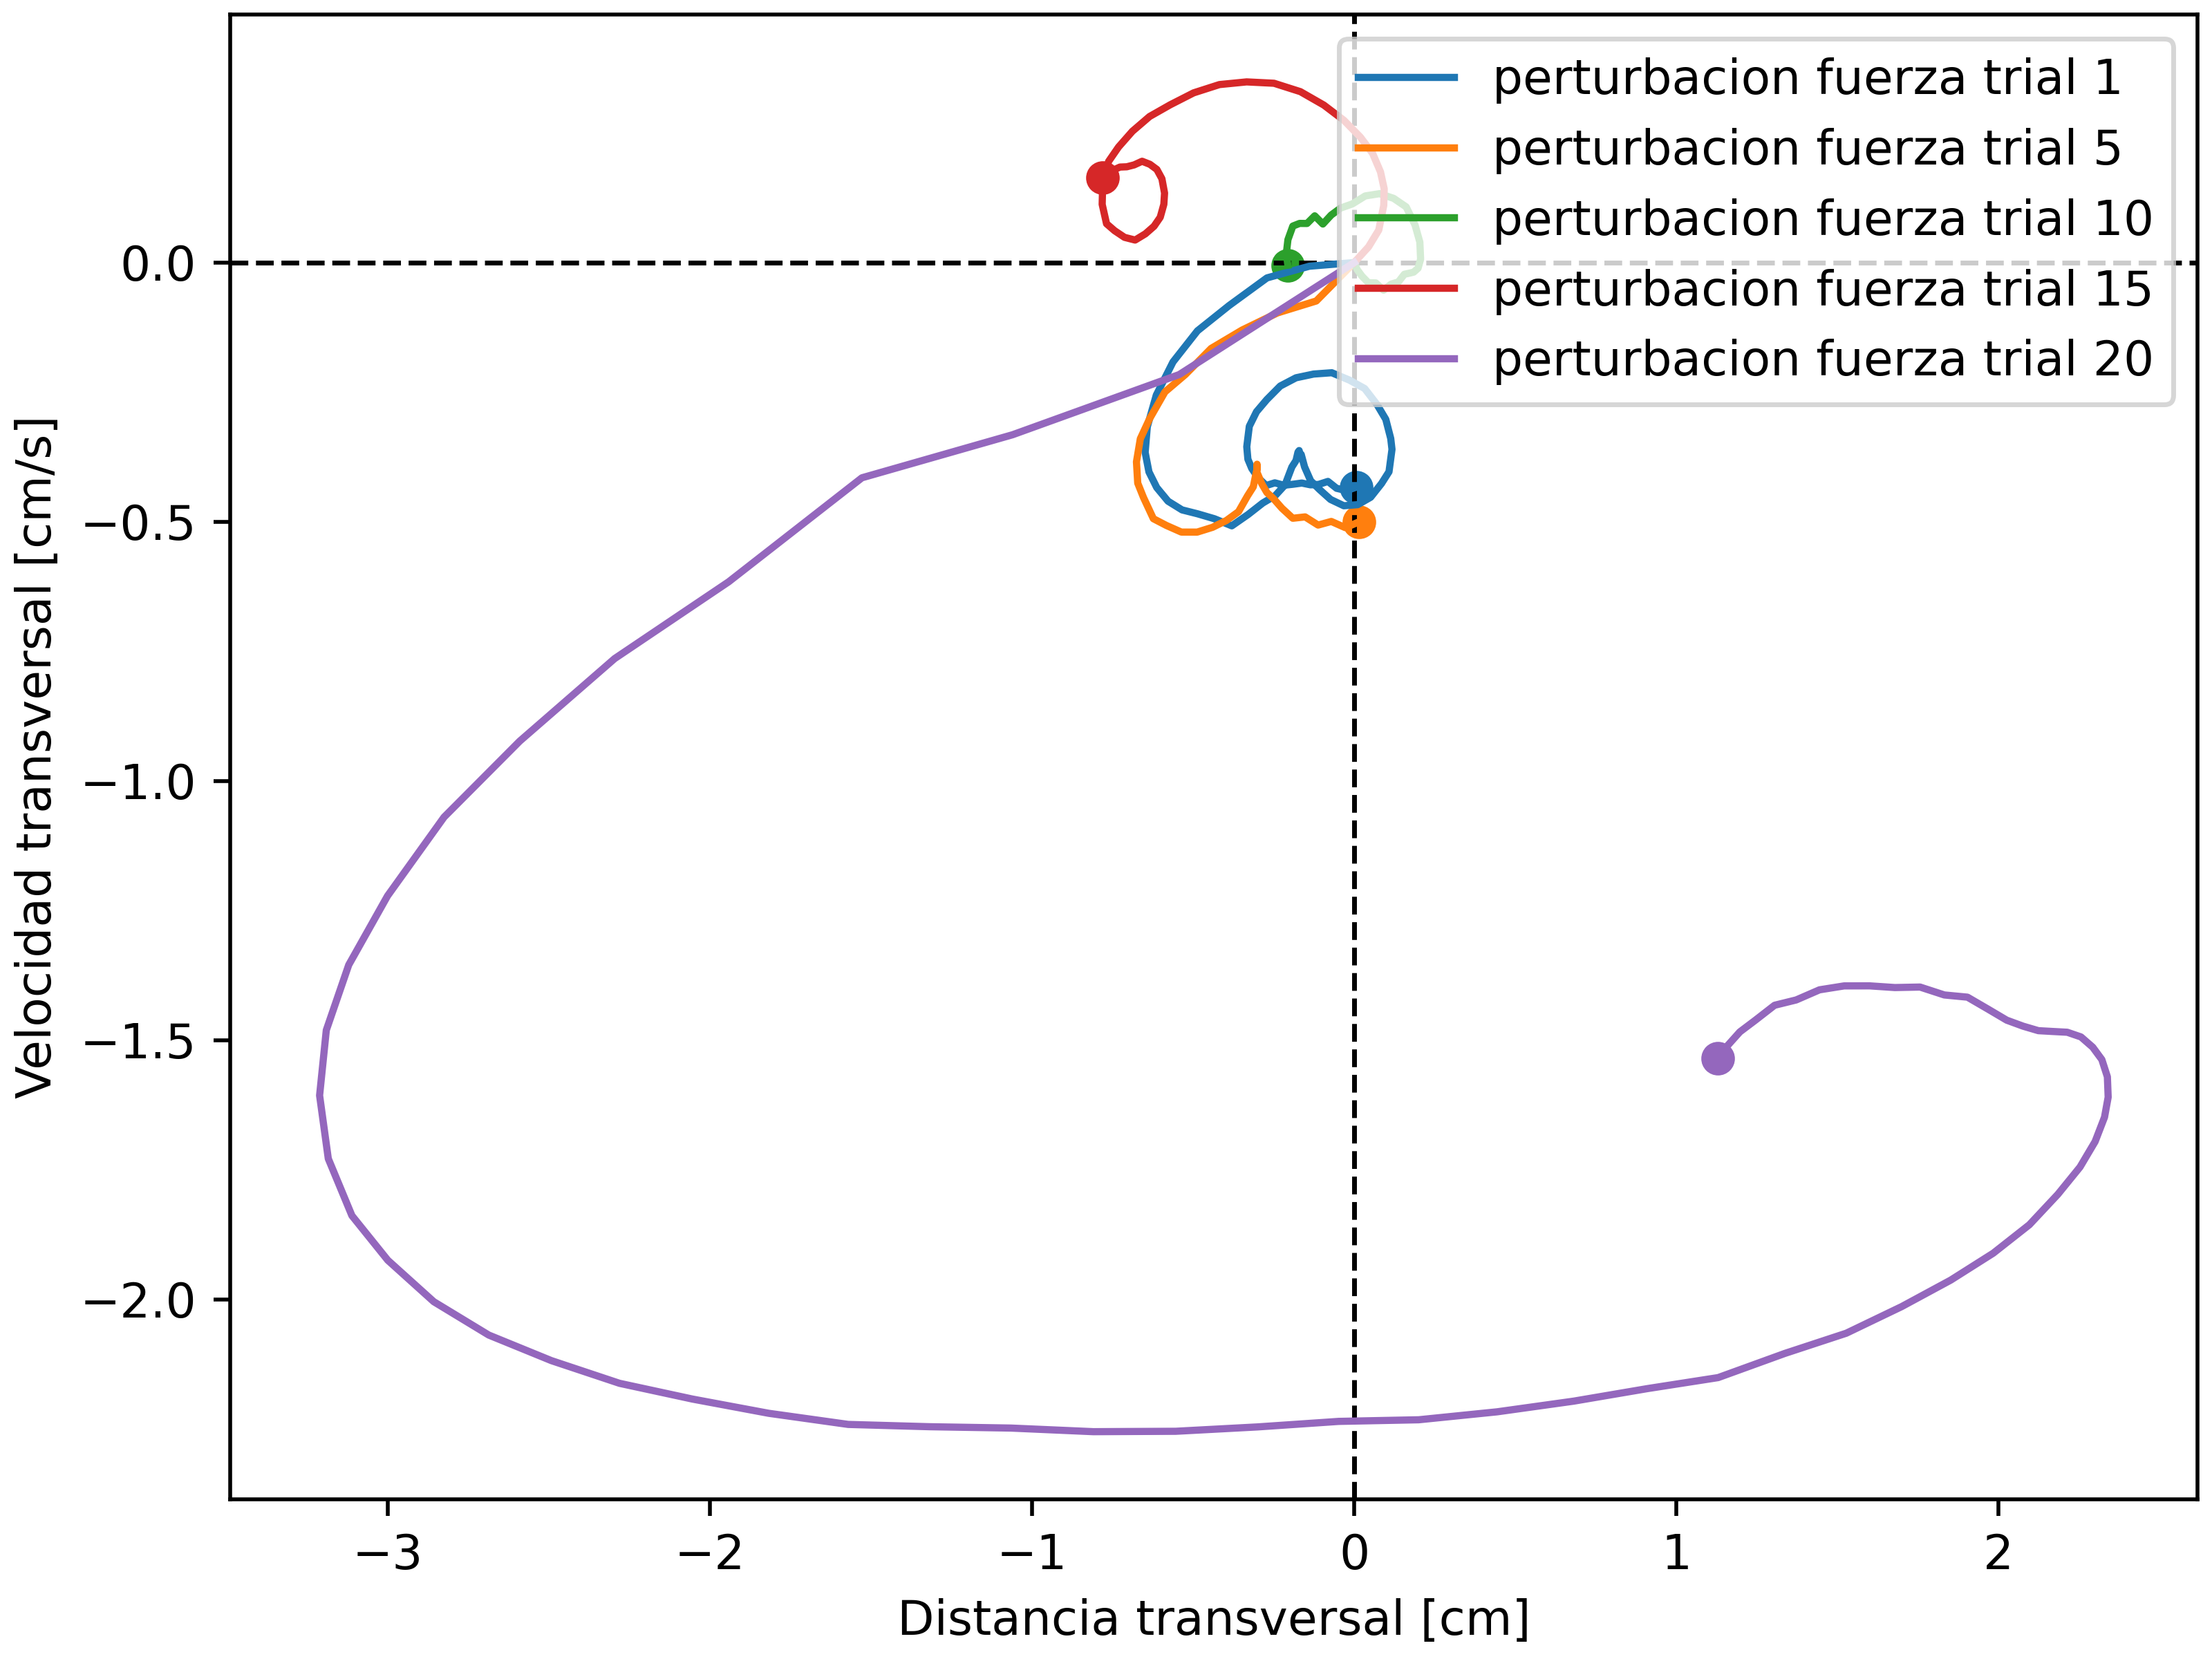 perturbacion fuerza trial 1
perturbacion fuerza trial 5
perturbacion fuerza trial 10
perturbacion fuerza trial 15
perturbacion fuerza trial 20
Velocidad transversal [cm/s]
0.0
−0.5
−1.0
−1.5
−2.0
−3 −2 −1 0 1 2
Distancia transversal [cm]